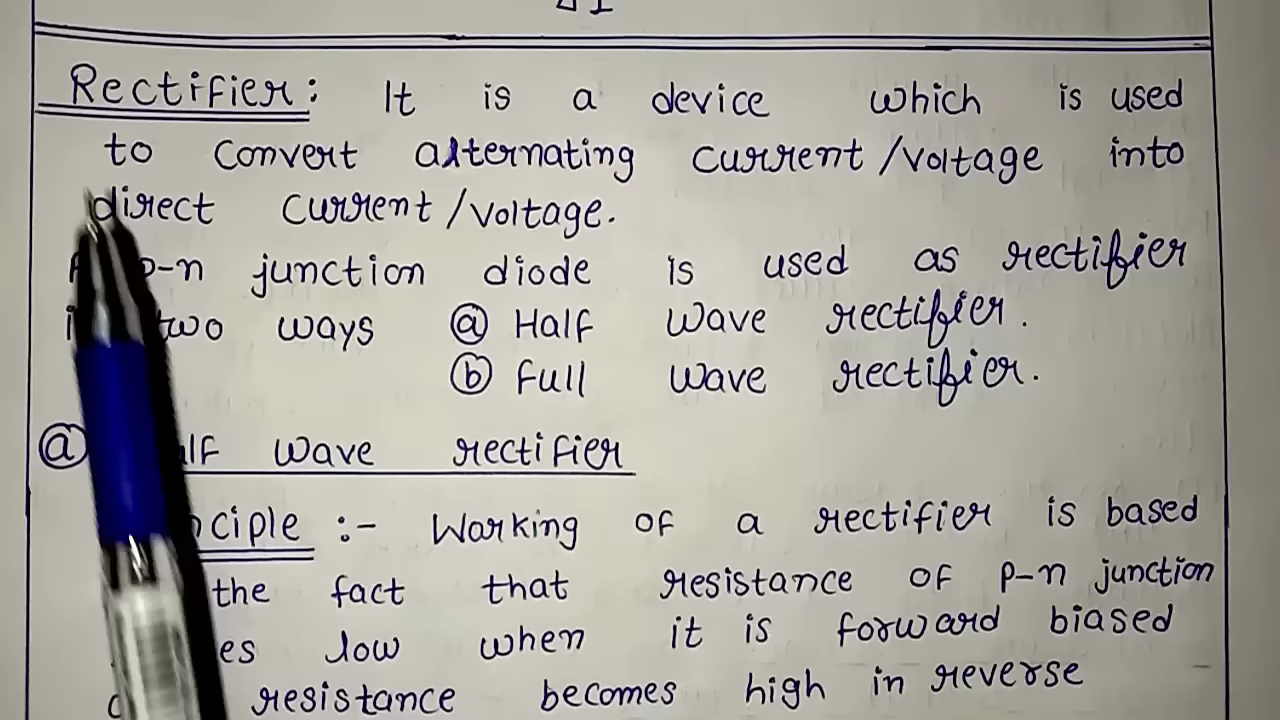 Rectifier: It is a device which is used
to convert alternating current/voltage into
direct current/voltage.
p-n junction diode is used as rectifier
two ways ⓐ Half wave rectifier.
ⓑ Full wave rectifier.
ⓐ wave rectifier
:- Working of a rectifier is based
the fact that resistance of p-n junction
low when it is forward biased
resistance becomes high in reverse